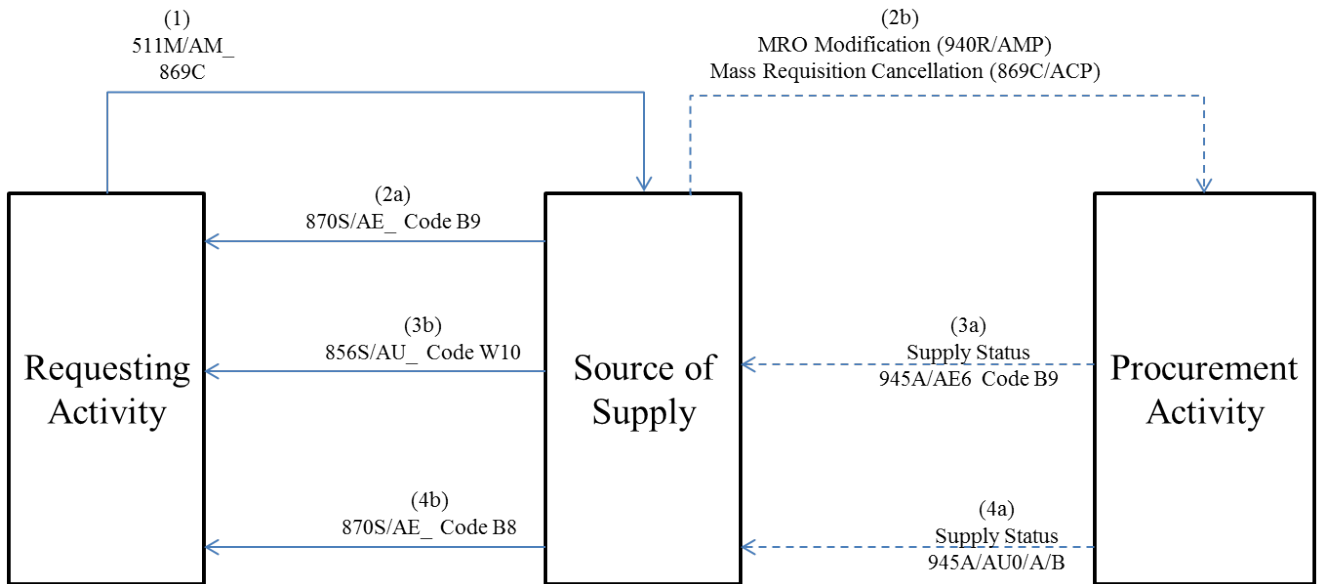 (1)
511M/AM_
869C
(2b)
MRO Modification (940R/AMP)
Mass Requisition Cancellation (869C/ACP)
(2a)
870S/AE_ Code B9
(3b)
856S/AU_ Code W10
(4b)
870S/AE_ Code B8
(3a)
Supply Status
945A/AE6 Code B9
(4a)
Supply Status
945A/AU0/A/B
Requesting
Activity
Source of
Supply
Procurement
Activity